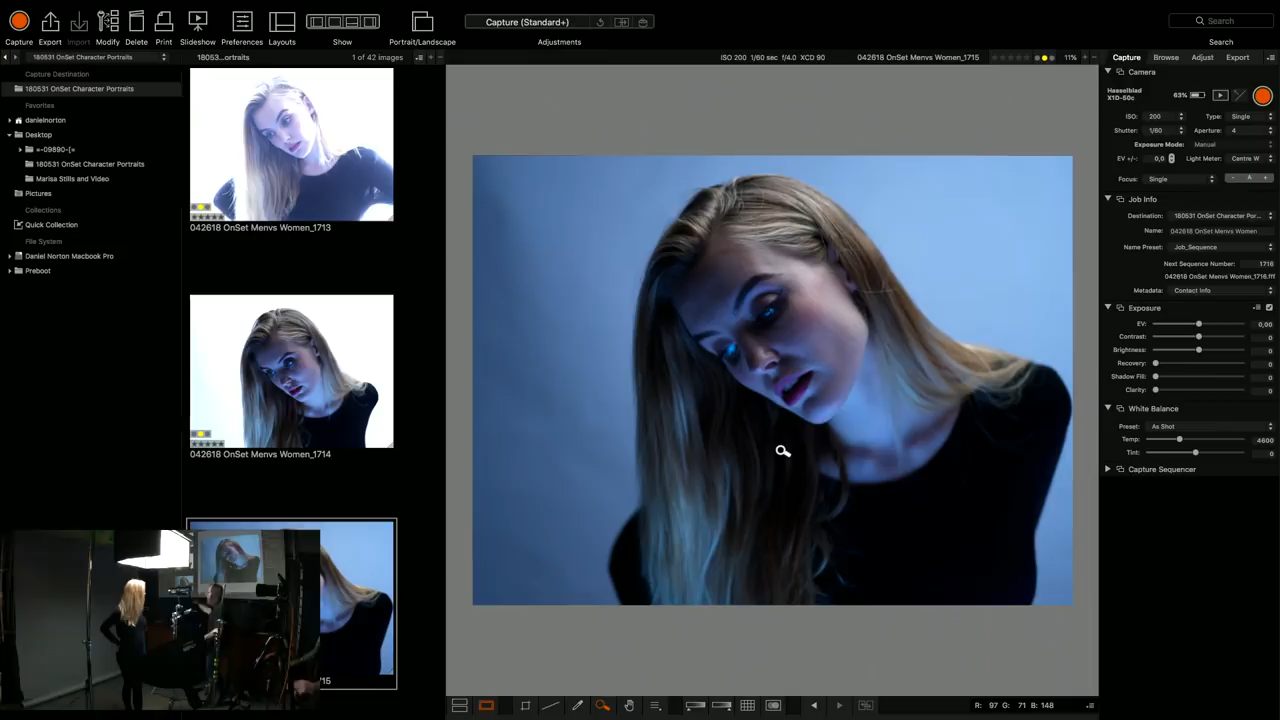 Capture Export Import Modify Delete Print Slideshow Preferences Layouts Show Portrait/Landscape
Capture (Standard+)
Adjustments
Search
Search
180531 OnSet Character Portraits
18053...ortraits
1 of 42 images
ISO 200 1/60 sec f/4.0 XCD 90
042618 OnSet Menvs Women_1715
11%
Capture Browse Adjust Export
Capture Destination
180531 OnSet Character Portraits
Favorites
danielnorton
Desktop
180531 OnSet Character Portraits
Marisa Stills and Video
Pictures
Collections
Quick Collection
File System
Daniel Norton Macbook Pro
Preboot
042618 OnSet Menvs Women_1713
042618 OnSet Menvs Women_1714
715
Camera
Hasselblad
X1D-50c
63%
ISO: 200 Type: Single
Shutter: 1/60 Aperture: 4
Exposure Mode: Manual
EV +/-: 0,0 Light Meter: Centre W
Focus: Single - A +
Job Info
Destination: 180531 OnSet Character Por...
Name: 042618 OnSet Menvs Women
Name Preset: Job_Sequence
Next Sequence Number: 1716
042618 OnSet Menvs Women_1716.fff
Metadata: Contact Info
Exposure
EV: 0,00
Contrast: 0
Brightness: 0
Recovery: 0
Shadow Fill: 0
Clarity: 0
White Balance
Preset: As Shot
Temp: 4600
Tint: 0
Capture Sequencer
R: 97 G: 71 B: 148